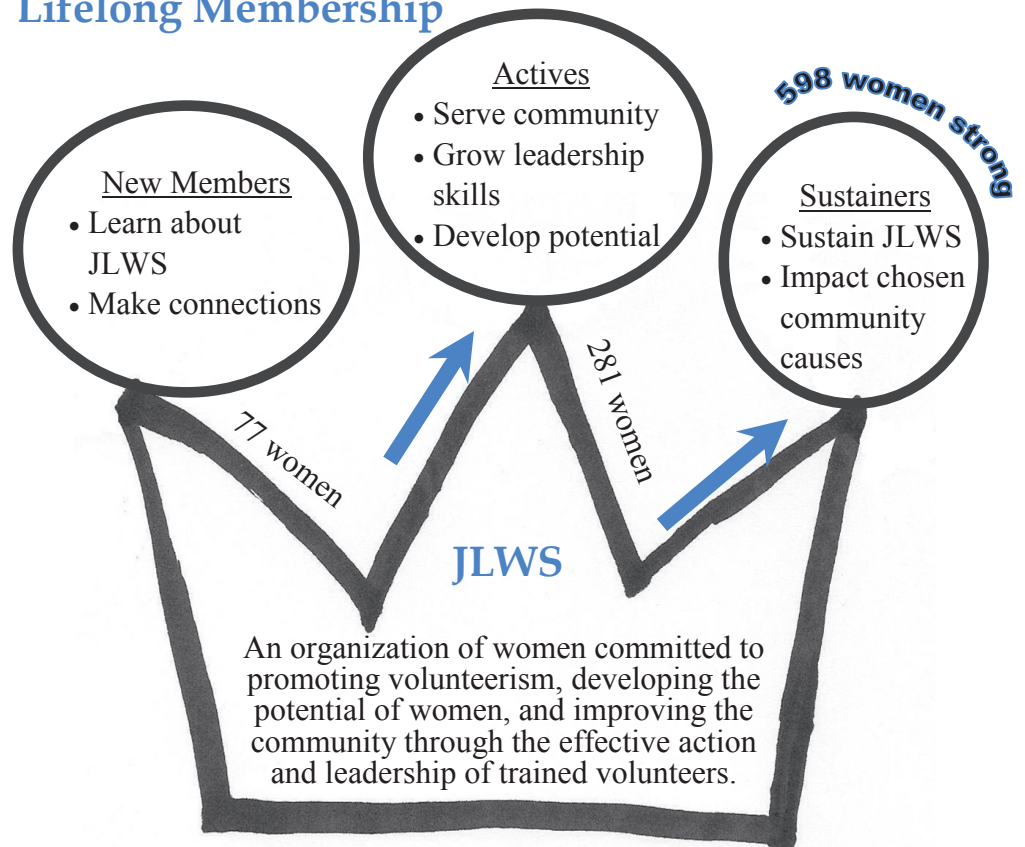 Lifelong Membership
Actives
• Serve community
• Grow leadership
skills
• Develop potential
598 women strong
New Members
• Learn about
JLWS
• Make connections
Sustainers
• Sustain JLWS
• Impact chosen
community
causes
77 women
281 women
JLWS
An organization of women committed to
promoting volunteerism, developing the
potential of women, and improving the
community through the effective action
and leadership of trained volunteers.